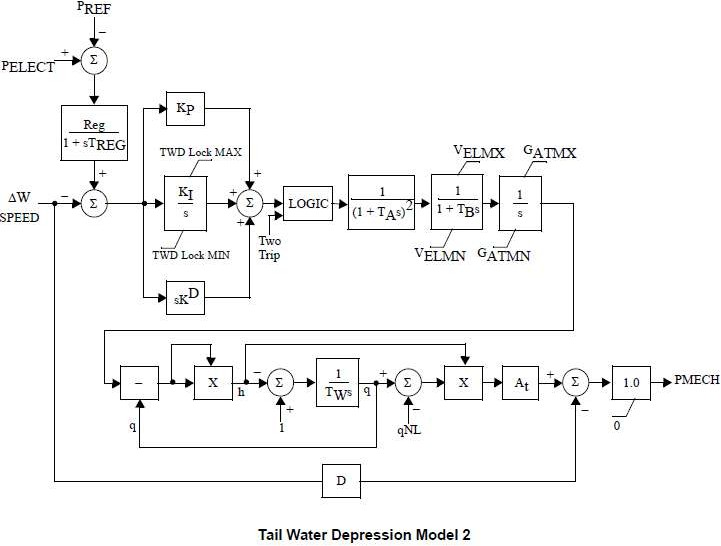 PREF
−
+
PELECT
Σ
Reg
1 + sTREG
+
ΔW
SPEED
−
Σ
KP
TWD Lock MAX
KI
s
TWD Lock MIN
sKD
+
+
+
Σ
LOGIC
Two
Trip
1
(1 + TAs)2
VELMX
1
1 + TBs
VELMN
GATMX
1
s
GATMN
−
q
X
h
−
Σ
+
1
1
TWs
q
+
Σ
−
qNL
X
At
+
Σ
−
1.0
0
PMECH
D
Tail Water Depression Model 2